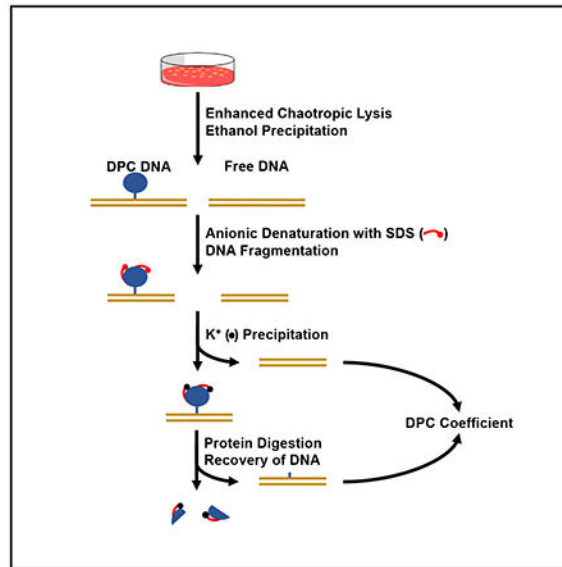 Enhanced Chaotropic Lysis
Ethanol Precipitation
DPC DNA
Free DNA
Anionic Denaturation with SDS ( )
DNA Fragmentation
K⁺ (•) Precipitation
DPC Coefficient
Protein Digestion
Recovery of DNA